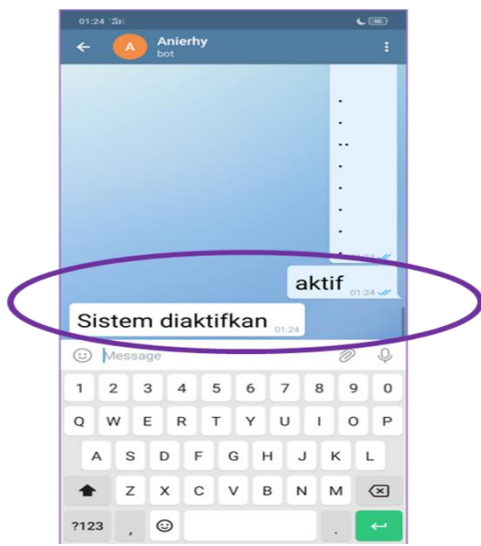 01:24
A
Anierhy
bot
.
.
..
.
.
.
.
.
aktif 01:24
Sistem diaktifkan 01:24
Message
1 2 3 4 5 6 7 8 9 0
Q W E R T Y U I O P
A S D F G H J K L
Z X C V B N M
?123 , .